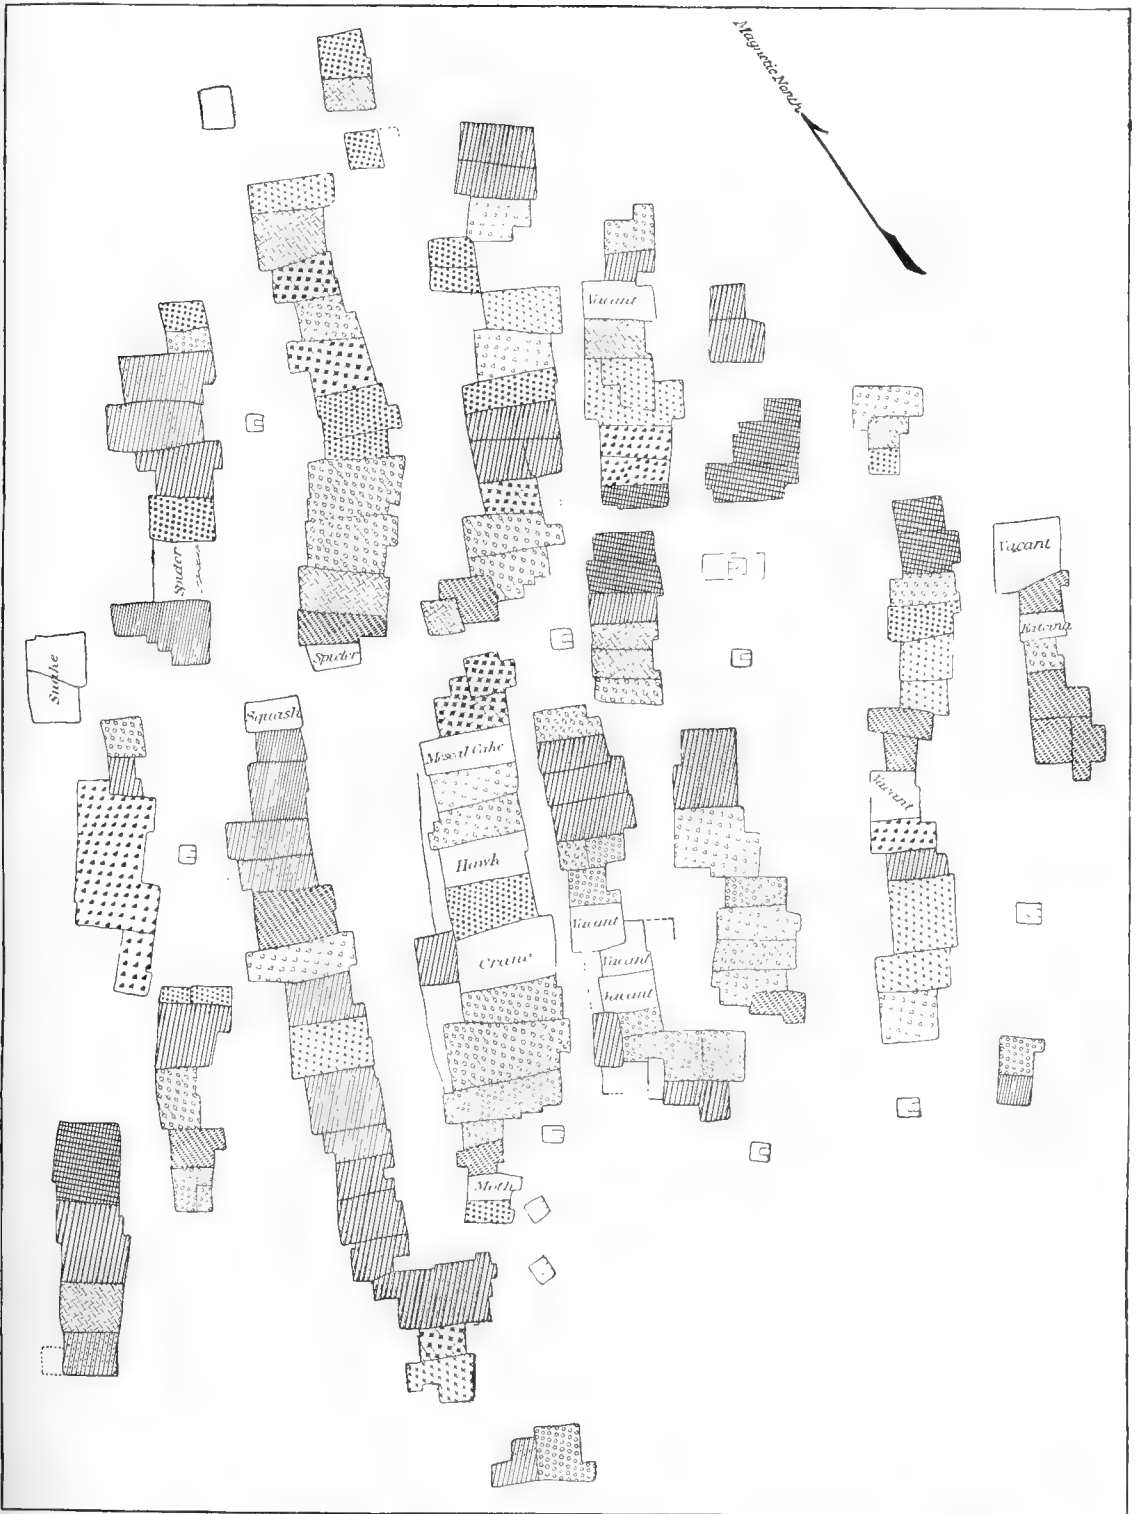 Magnetic North.
Vacant
Spider
Vacant
Katcina
Snake
Spider
Squash
Mescal Cake
Vacant
Hawk
Vacant
Crane
Vacant
Vacant
Moth